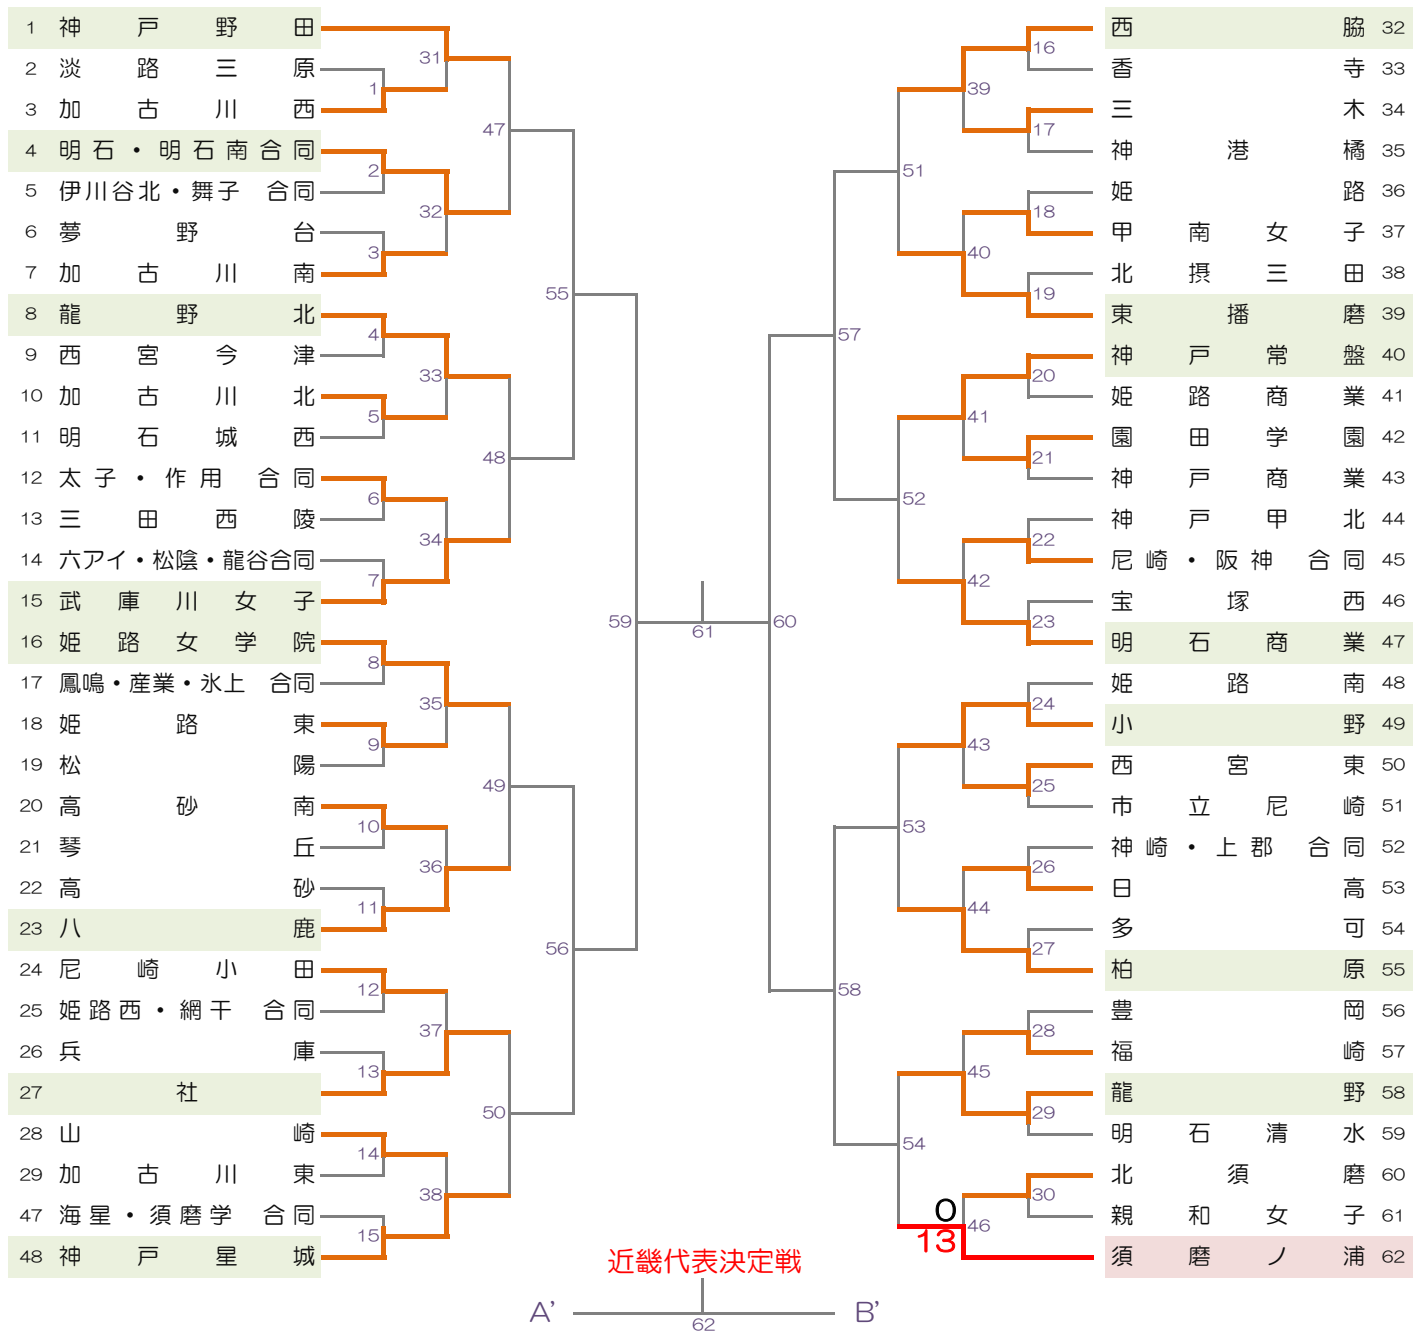 1 神戸野田
2 淡路三原
3 加古川西
4 明石・明石南合同
5 伊川谷北・舞子 合同
6 夢野台
7 加古川南
8 龍野北
9 西宮今津
10 加古川北
11 明石城西
12 太子・作用 合同
13 三田西陵
14 六アイ・松陰・龍谷合同
15 武庫川女子
16 姫路女学院
17 鳳鳴・産業・氷上 合同
18 姫路東
19 松陽
20 高砂南
21 琴丘
22 高砂
23 八鹿
24 尼崎小田
25 姫路西・網干 合同
26 兵庫
27 社
28 山崎
29 加古川東
47 海星・須磨学 合同
48 神戸星城
1
2
3
4
5
6
7
8
9
10
11
12
13
14
15
31
32
33
34
35
36
37
38
47
48
49
50
55
56
59
61
60
57
58
51
52
53
54
39
40
41
42
43
44
45
46
16
17
18
19
20
21
22
23
24
25
26
27
28
29
30
0
13
西脇 32
香寺 33
三木 34
神港橘 35
姫路 36
甲南女子 37
北摂三田 38
東播磨 39
神戸常盤 40
姫路商業 41
園田学園 42
神戸商業 43
神戸甲北 44
尼崎・阪神 合同 45
宝塚西 46
明石商業 47
姫路南 48
小野 49
西宮東 50
市立尼崎 51
神崎・上郡 合同 52
日高 53
多可 54
柏原 55
豊岡 56
福崎 57
龍野 58
明石清水 59
北須磨 60
親和女子 61
須磨ノ浦 62
近畿代表決定戦
A' B'
62